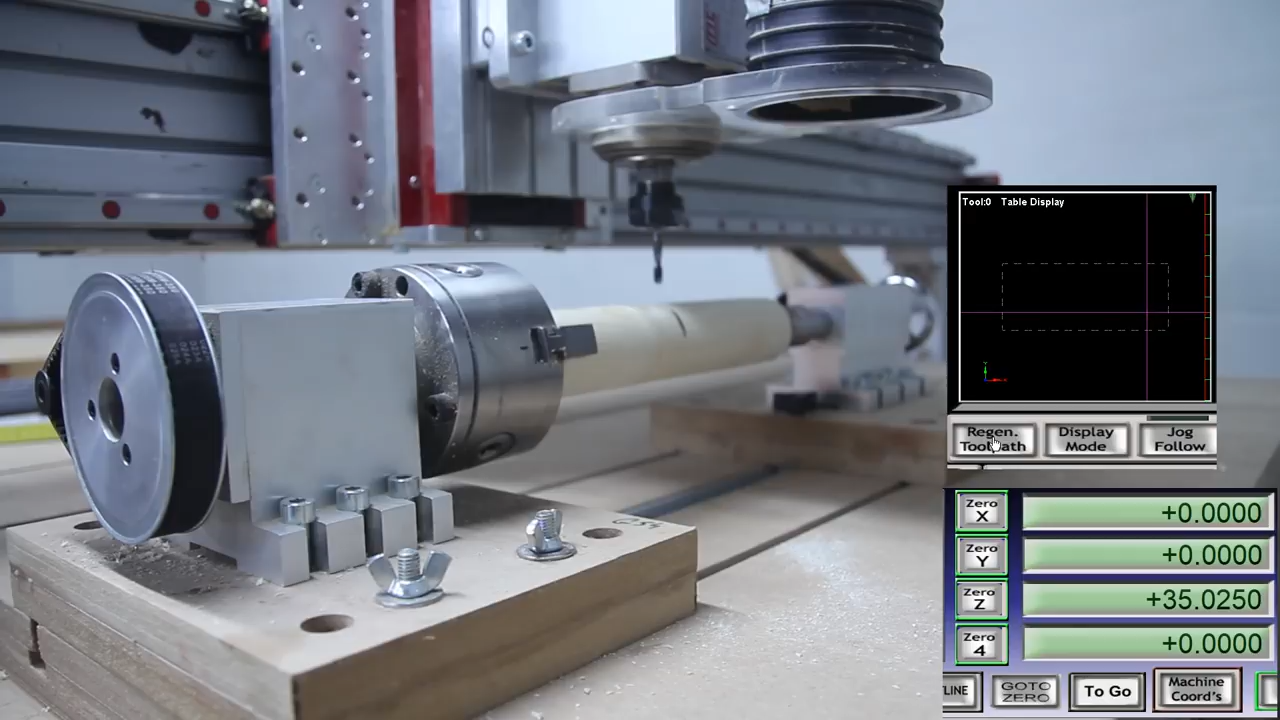 Tool:0 Table Display
Regen.
ToolPath
Display
Mode
Jog
Follow
Zero
X
+0.0000
Zero
Y
+0.0000
Zero
Z
+35.0250
Zero
4
+0.0000
LINE
GOTO
ZERO
To Go
Machine
Coord's